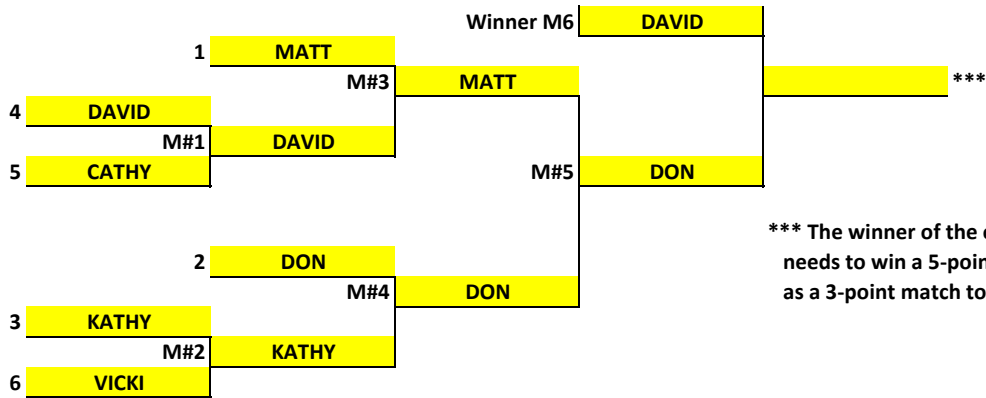 Winner M6 DAVID
1 MATT
M#3 MATT ***
4 DAVID
M#1 DAVID
5 CATHY M#5 DON
*** The winner of the
2 DON needs to win a 5-poin
M#4 DON as a 3-point match to
3 KATHY
M#2 KATHY
6 VICKI